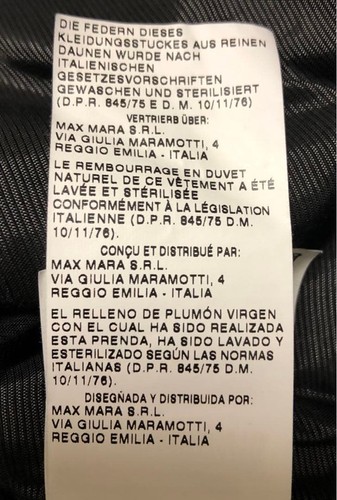 DIE FEDERN DIESES
KLEIDUNGSSTUCKES AUS REINEN
DAUNEN WURDE NACH
ITALIENISCHEN
GESETZESVORSCHRIFTEN
GEWASCHEN UND STERILISIERT
(D.P.R. 845/75 E D. M. 10/11/76)
VERTRIERB ÜBER:
MAX MARA S.R.L.
VIA GIULIA MARAMOTTI, 4
REGGIO EMILIA - ITALIA
LE REMBOURRAGE EN DUVET
NATUREL DE CE VÊTEMENT A ÉTÉ
LAVÉE ET STÉRILISÉE
CONFORMÉMENT À LA LÉGISLATION
ITALIENNE (D.P.R. 845/75 D.M.
10/11/76).
CONÇU ET DISTRIBUÉ PAR:
MAX MARA S.R.L.
VIA GIULIA MARAMOTTI, 4
REGGIO EMILIA - ITALIA
EL RELLENO DE PLUMÓN VIRGEN
CON EL CUAL HA SIDO REALIZADA
ESTA PRENDA, HA SIDO LAVADO Y
ESTERILIZADO SEGÚN LAS NORMAS
ITALIANAS (D.P.R. 845/75 D.M.
10/11/76).
DISEGÑADA Y DISTRIBUIDA POR:
MAX MARA S.R.L.
VIA GIULIA MARAMOTTI, 4
REGGIO EMILIA - ITALIA